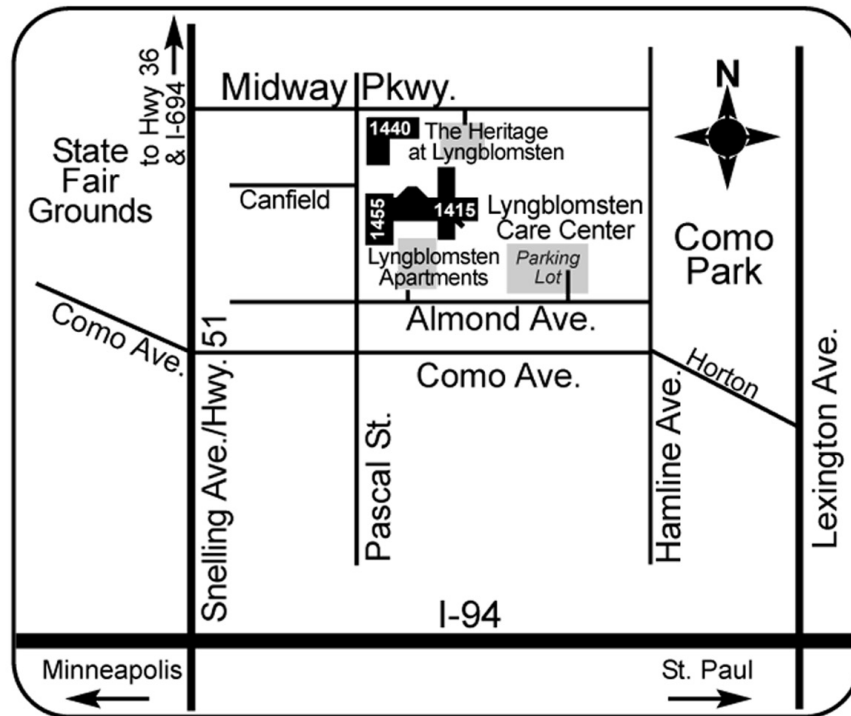 to Hwy 36
& I-694
N
Midway Pkwy.
1440
The Heritage
at Lyngblomsten
State
Fair
Grounds
Canfield
1455
1415
Lyngblomsten
Care Center
Como
Park
Lyngblomsten
Apartments
Parking
Lot
Almond Ave.
Como Ave.
Como Ave.
Horton
Snelling Ave./Hwy. 51
Pascal St.
Hamline Ave.
Lexington Ave.
I-94
Minneapolis
St. Paul